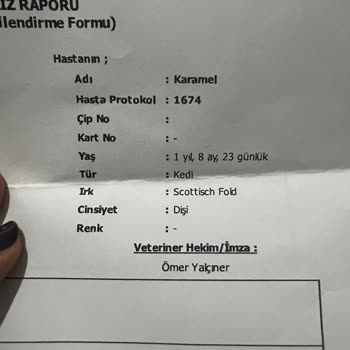 IZ RAPORU
ilendirme Formu)
Hastanın ;
Adı : Karamel
Hasta Protokol : 1674
Çip No :
Kart No : -
Yaş : 1 yıl, 8 ay, 23 günlük
Tür : Kedi
Irk : Scottisch Fold
Cinsiyet : Dişi
Renk : -
Veteriner Hekim/İmza :
Ömer Yalçıner